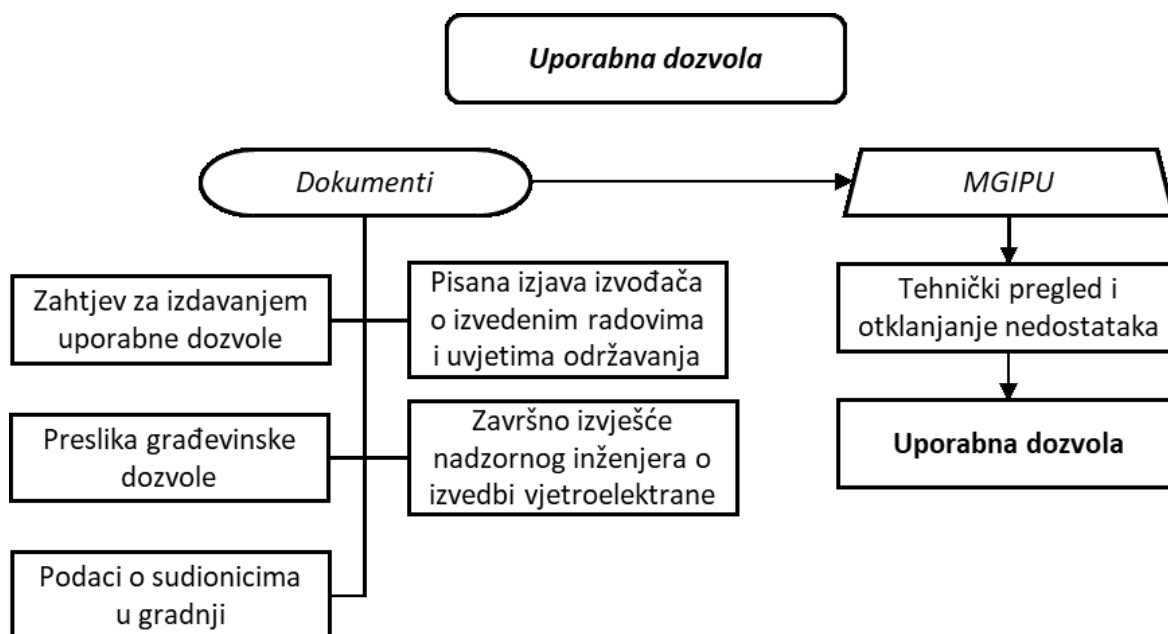 Uporabna dozvola
Dokumenti
MGIPU
Zahtjev za izdavanjem
uporabne dozvole
Pisana izjava izvođača
o izvedenim radovima
i uvjetima održavanja
Tehnički pregled i
otklanjanje nedostataka
Preslika građevinske
dozvole
Završno izvješće
nadzornog inženjera o
izvedbi vjetroelektrane
Uporabna dozvola
Podaci o sudionicima
u gradnji